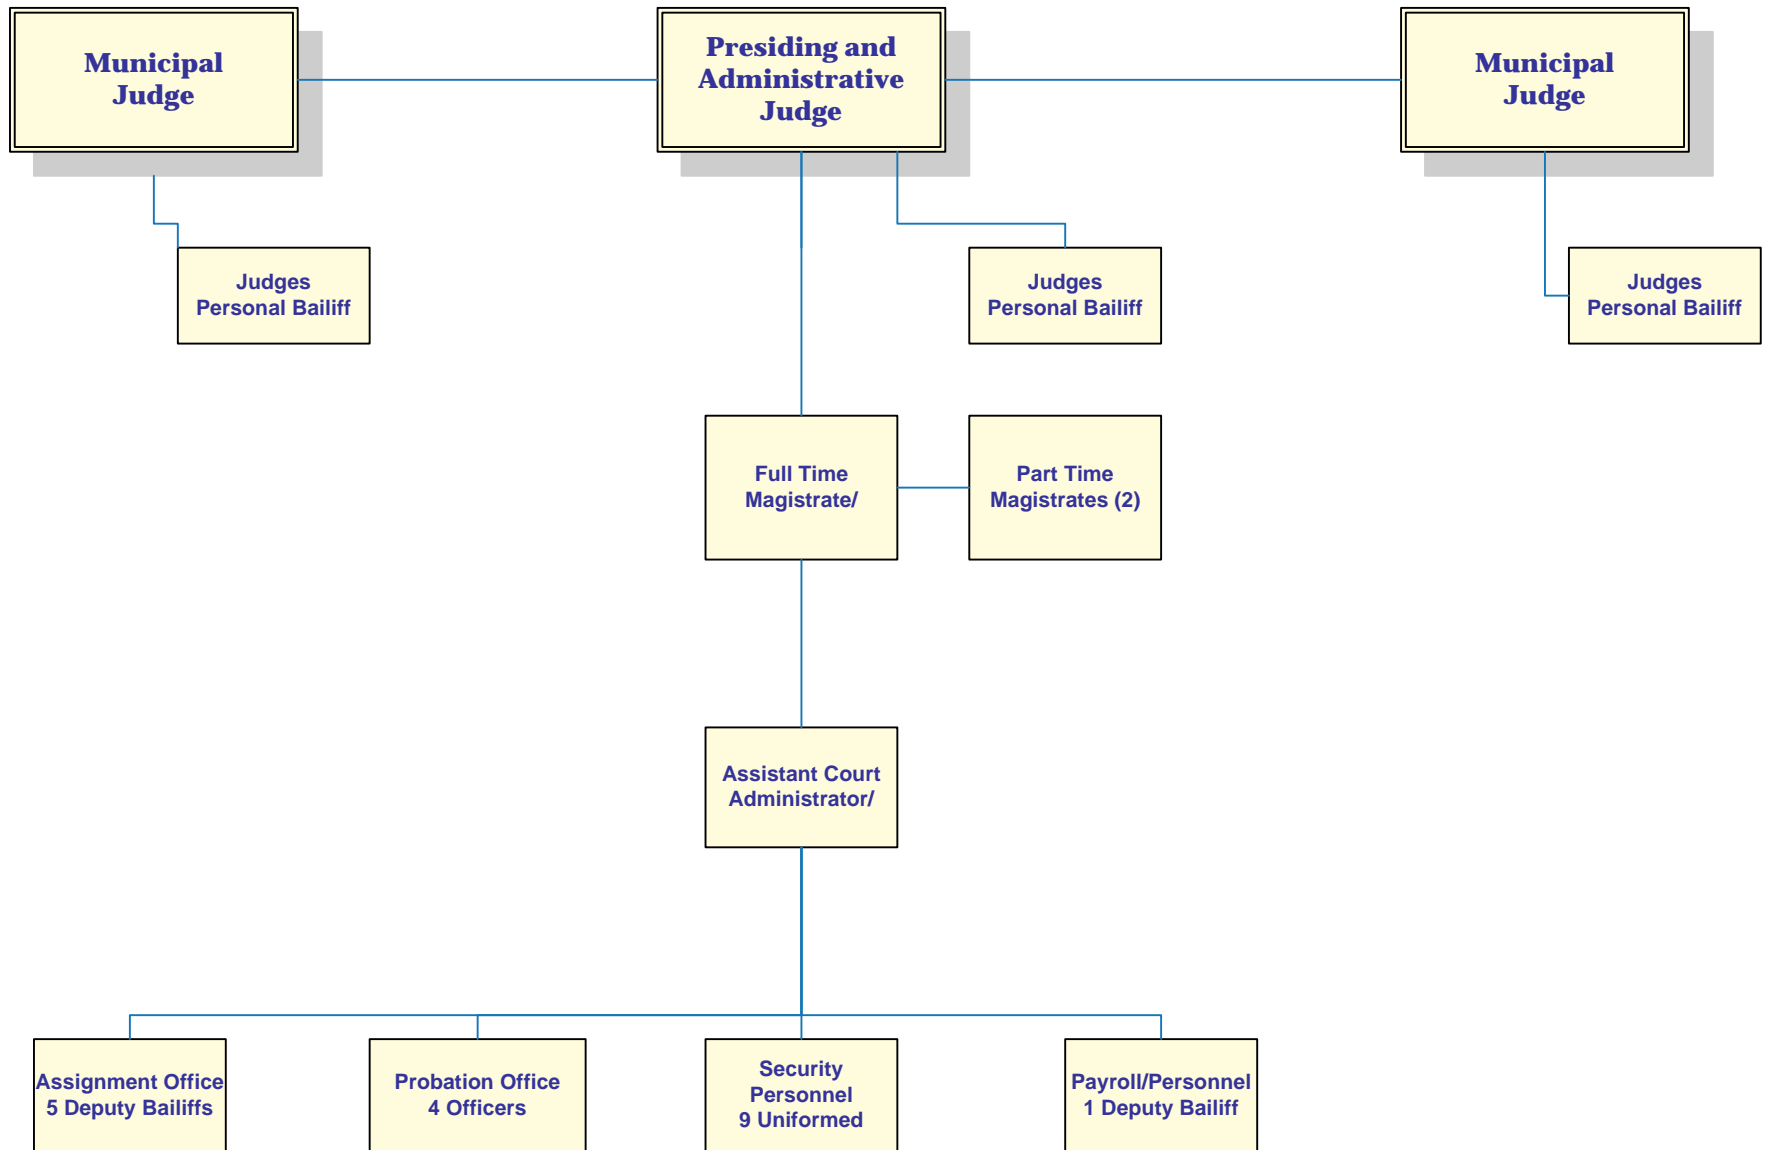 Municipal
Judge
Presiding and
Administrative
Judge
Municipal
Judge
Judges
Personal Bailiff
Judges
Personal Bailiff
Judges
Personal Bailiff
Full Time
Magistrate/
Part Time
Magistrates (2)
Assistant Court
Administrator/
Assignment Office
5 Deputy Bailiffs
Probation Office
4 Officers
Security
Personnel
9 Uniformed
Payroll/Personnel
1 Deputy Bailiff